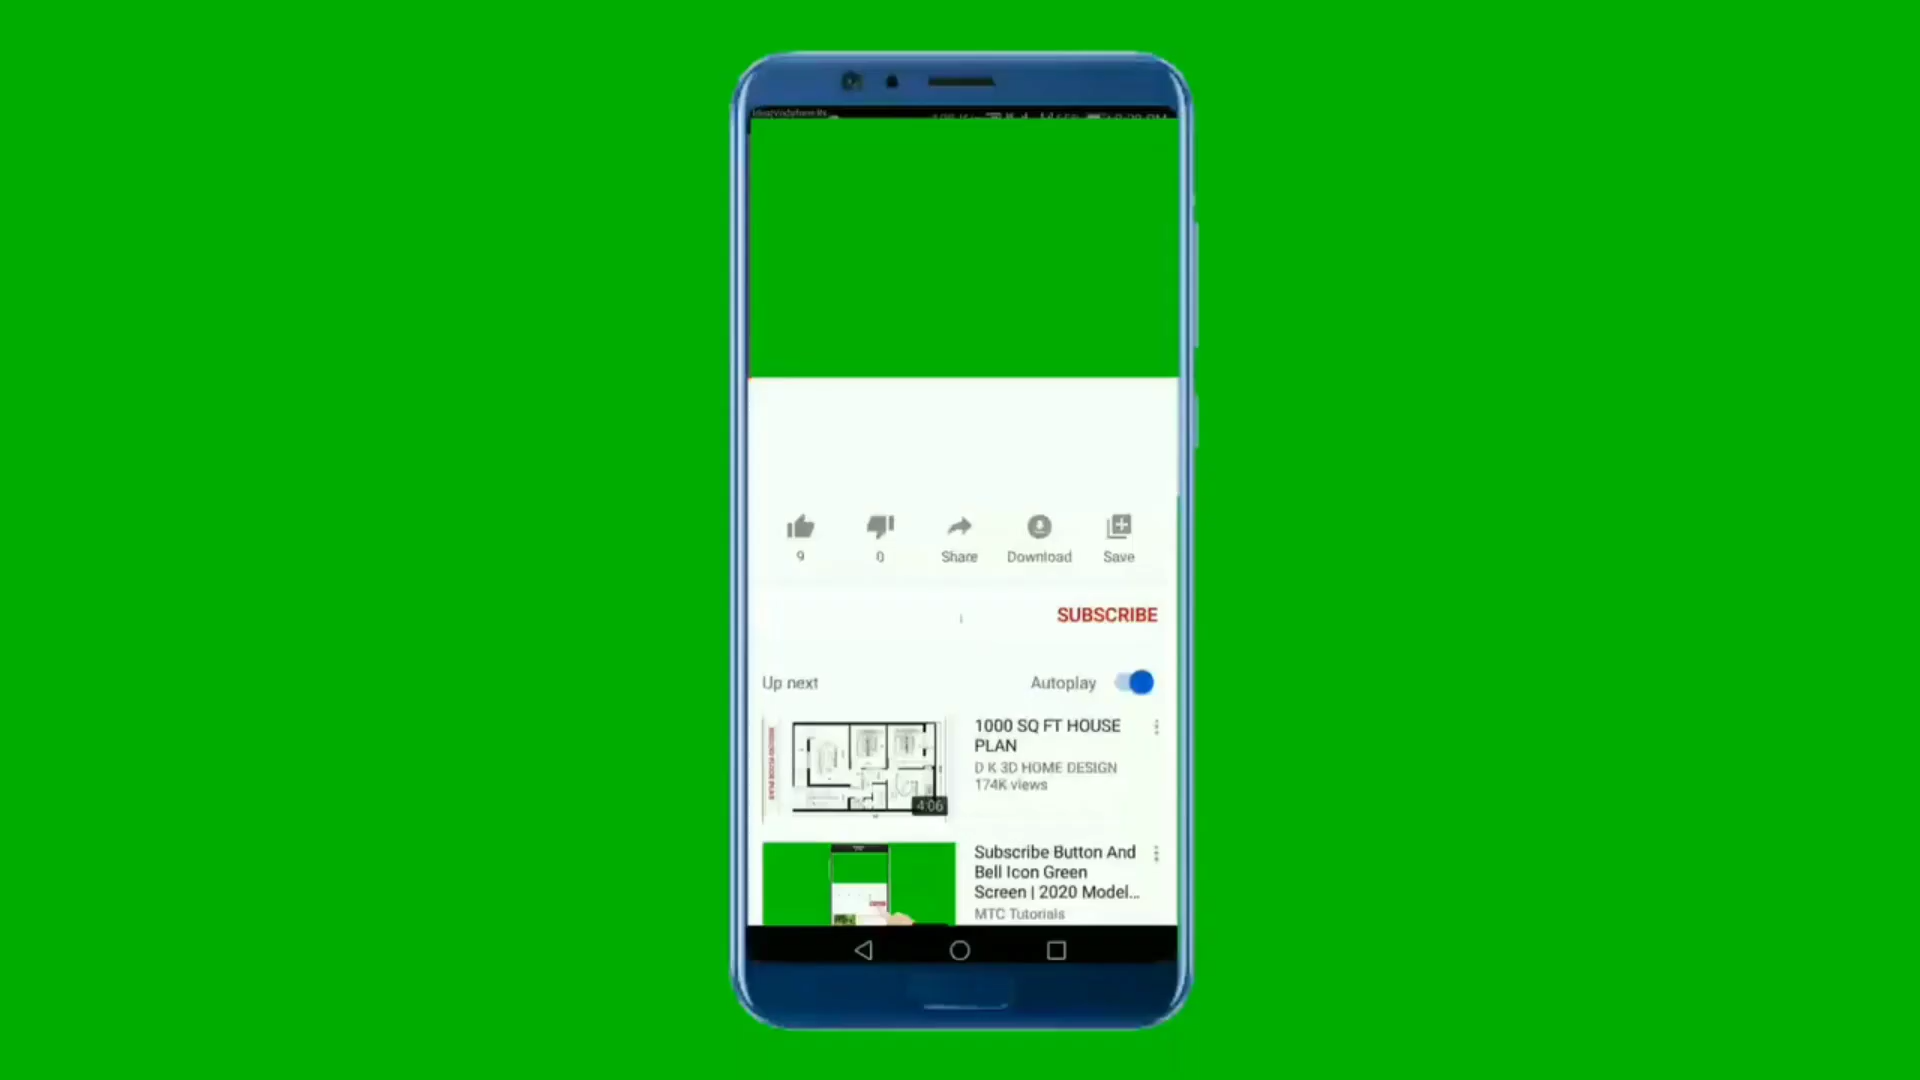 9
0
Share
Download
Save
SUBSCRIBE
Up next
Autoplay
1000 SQ FT HOUSE
PLAN
D K 3D HOME DESIGN
174K views
4:06
Subscribe Button And
Bell Icon Green
Screen | 2020 Model...
MTC Tutorials